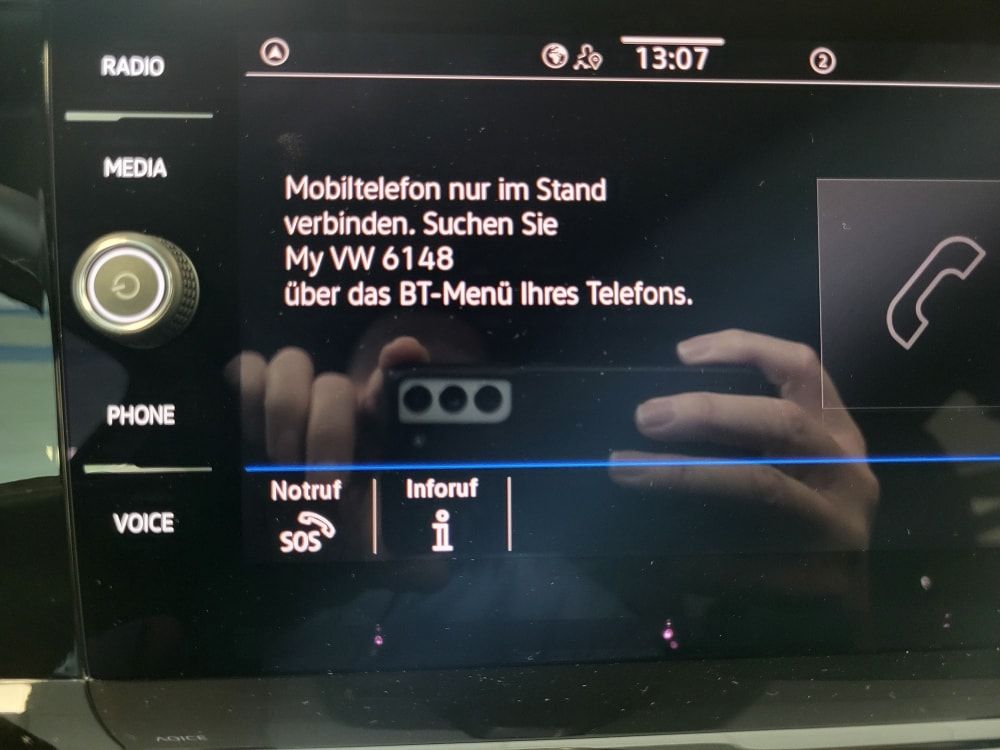 RADIO
MEDIA
PHONE
VOICE
13:07
2
Mobiltelefon nur im Stand
verbinden. Suchen Sie
My VW 6148
über das BT-Menü Ihres Telefons.
Notruf
SOS
Inforuf
i